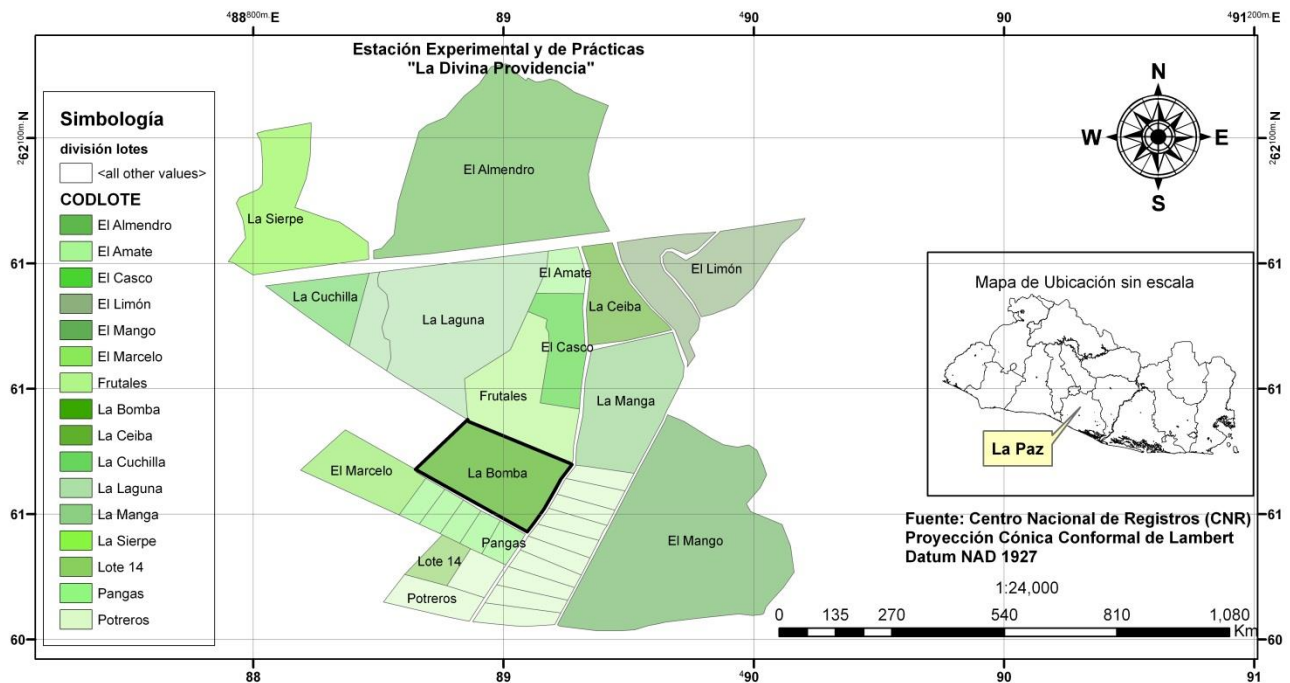 488800m.E
89
490
90
491200m.E
Estación Experimental y de Prácticas
"La Divina Providencia"
262100m.N
262100m.N
N
W
E
S
Simbología
división lotes
<all other values>
CODLOTE
El Almendro
El Amate
El Casco
El Limón
El Mango
El Marcelo
Frutales
La Bomba
La Ceiba
La Cuchilla
La Laguna
La Manga
La Sierpe
Lote 14
Pangas
Potreros
El Almendro
La Sierpe
El Limón
El Amate
La Cuchilla
La Ceiba
La Laguna
El Casco
Frutales
La Manga
El Marcelo
La Bomba
El Mango
Pangas
Lote 14
Potreros
61
61
61
61
61
61
60
60
Mapa de Ubicación sin escala
La Paz
Fuente: Centro Nacional de Registros (CNR)
Proyección Cónica Conformal de Lambert
Datum NAD 1927
1:24,000
0 135 270 540 810 1,080
Km
88
89
490
90
91